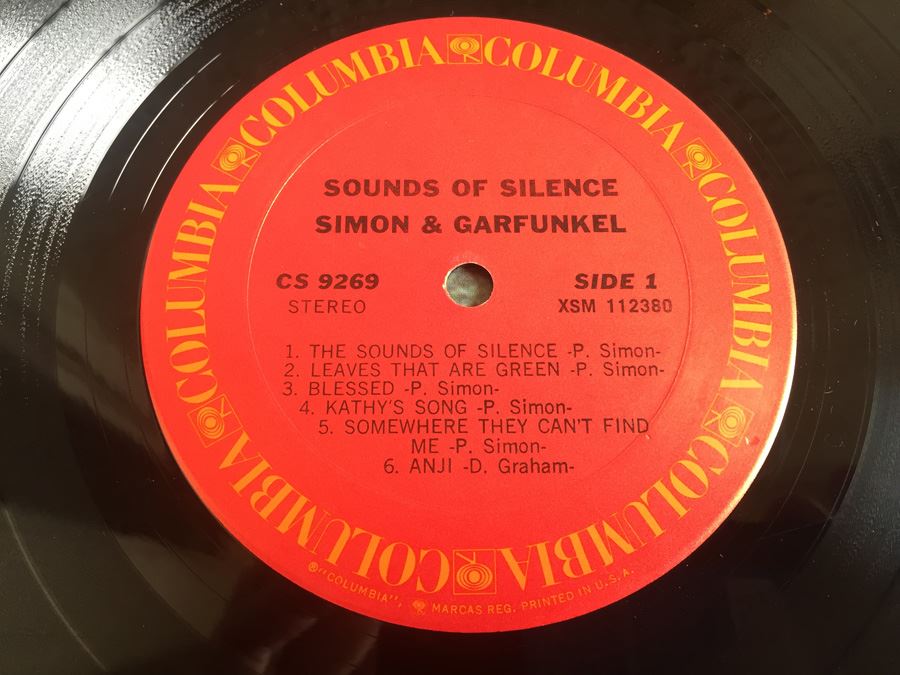 COLUMBIA COLUMBIA COLUMBIA COLUMBIA COLUMBIA COLUMBIA COLUMBIA
SOUNDS OF SILENCE
SIMON & GARFUNKEL
CS 9269 SIDE 1
STEREO XSM 112380
1. THE SOUNDS OF SILENCE -P. Simon-
2. LEAVES THAT ARE GREEN -P. Simon-
3. BLESSED -P. Simon-
4. KATHY'S SONG -P. Simon-
5. SOMEWHERE THEY CAN'T FIND
ME -P. Simon-
6. ANJI -D. Graham-
®"COLUMBIA", MARCAS REG. PRINTED IN U.S.A.